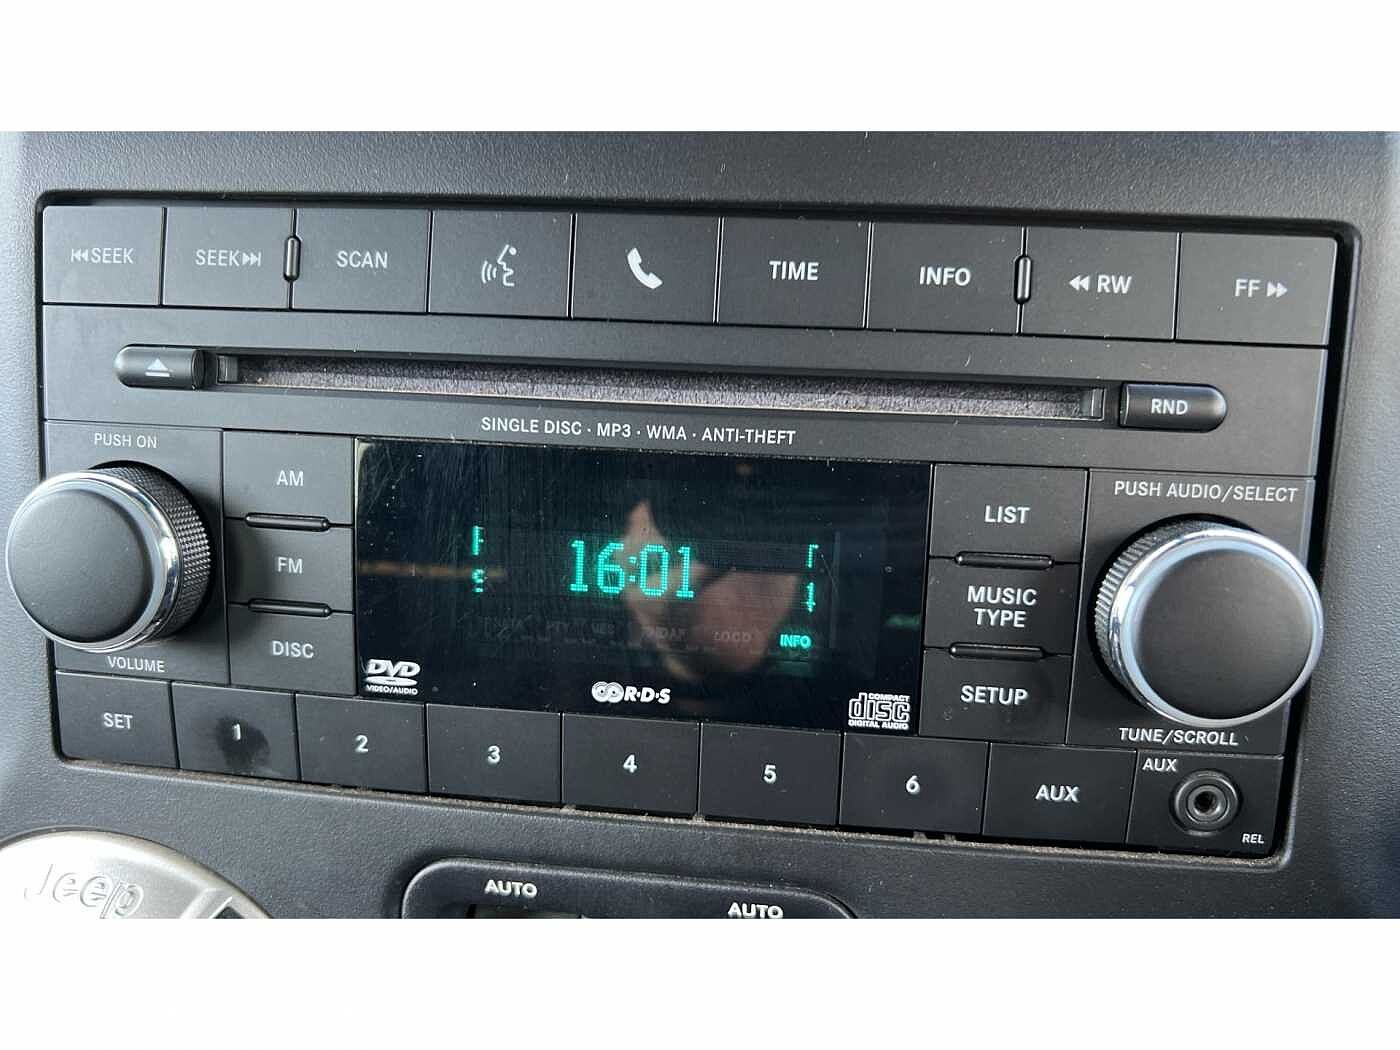 SEEK
SEEK
SCAN
TIME
INFO
RW
FF
RND
SINGLE DISC · MP3 · WMA · ANTI-THEFT
PUSH ON
VOLUME
AM
FM
DISC
16:01
INFO
DVD
VIDEO/AUDIO
R·D·S
COMPACT
disc
DIGITAL AUDIO
LIST
MUSIC
TYPE
SETUP
PUSH AUDIO/SELECT
TUNE/SCROLL
SET
1
2
3
4
5
6
AUX
AUX
REL
Jeep
AUTO
AUTO